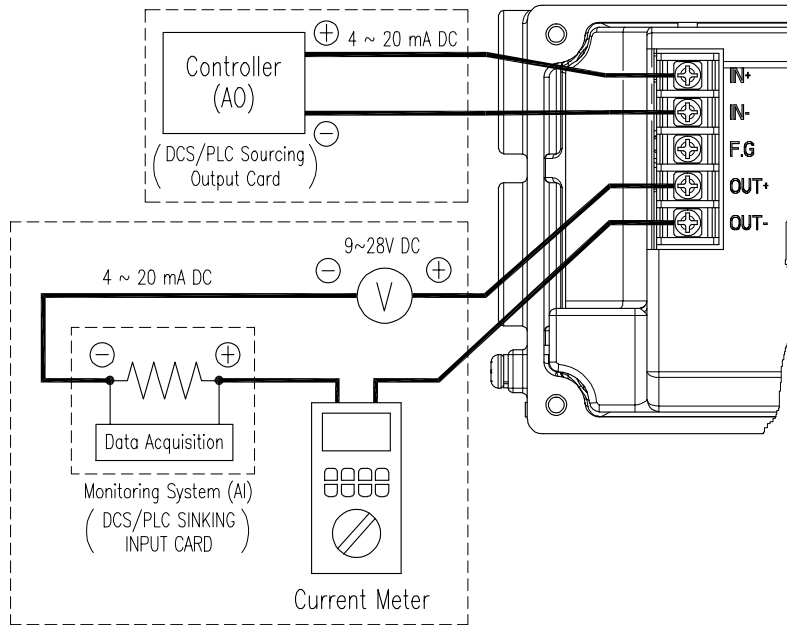 ⊕ 4 ~ 20 mA DC
Controller
(AO)
⊖
(DCS/PLC Sourcing
Output Card)
IN+
IN-
F.G
OUT+
OUT-
9~28V DC
⊖ V ⊕
4 ~ 20 mA DC
⊖ ⊕
Data Acquisition
Monitoring System (AI)
(DCS/PLC SINKING
INPUT CARD)
Current Meter